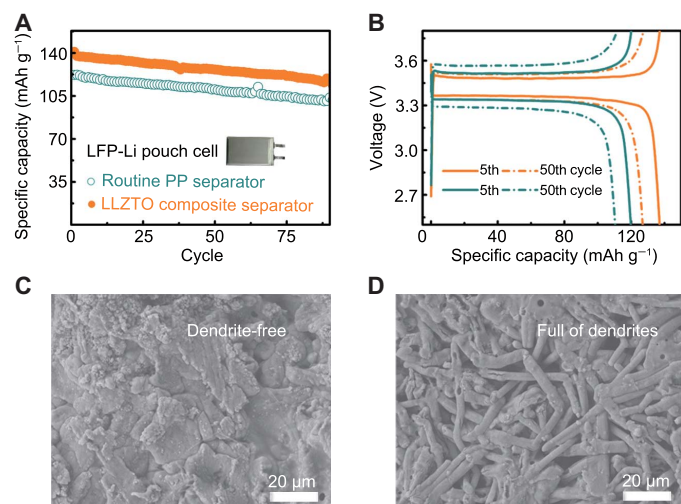 A
Specific capacity (mAh g⁻¹)
140
105
70
35
LFP-Li pouch cell
Routine PP separator
LLZTO composite separator
0
25
50
75
Cycle
B
Voltage (V)
3.6
3.3
3.0
2.7
5th 50th cycle
5th 50th cycle
0
40
80
120
Specific capacity (mAh g⁻¹)
C
Dendrite-free
20 µm
D
Full of dendrites
20 µm